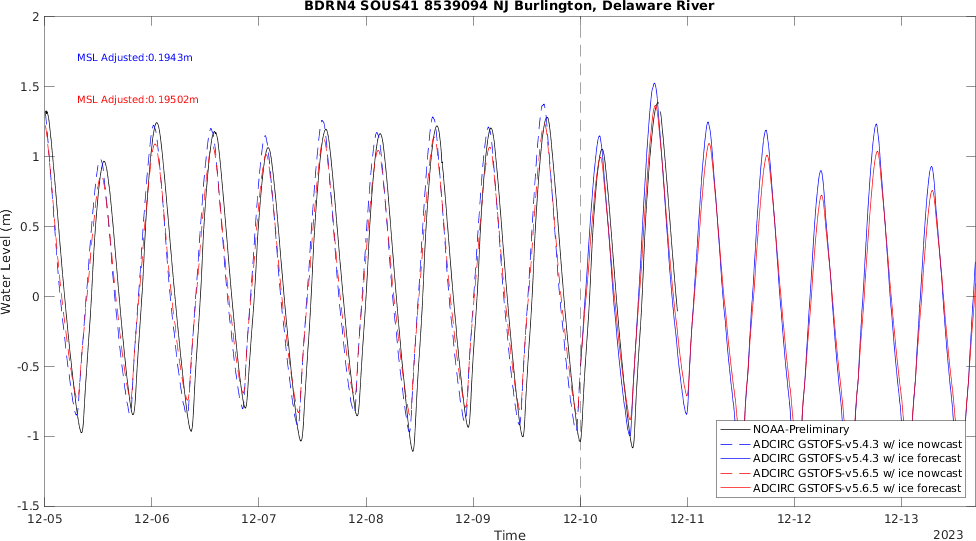 BDRN4 SOUS41 8539094 NJ Burlington, Delaware River
2
MSL Adjusted:0.1943m
1.5
MSL Adjusted:0.19502m
1
0.5
0
-0.5
-1
-1.5
Water Level (m)
NOAA-Preliminary
ADCIRC GSTOFS-v5.4.3 w/ ice nowcast
ADCIRC GSTOFS-v5.4.3 w/ ice forecast
ADCIRC GSTOFS-v5.6.5 w/ ice nowcast
ADCIRC GSTOFS-v5.6.5 w/ ice forecast
12-05 12-06 12-07 12-08 12-09 12-10 12-11 12-12 12-13
Time
2023